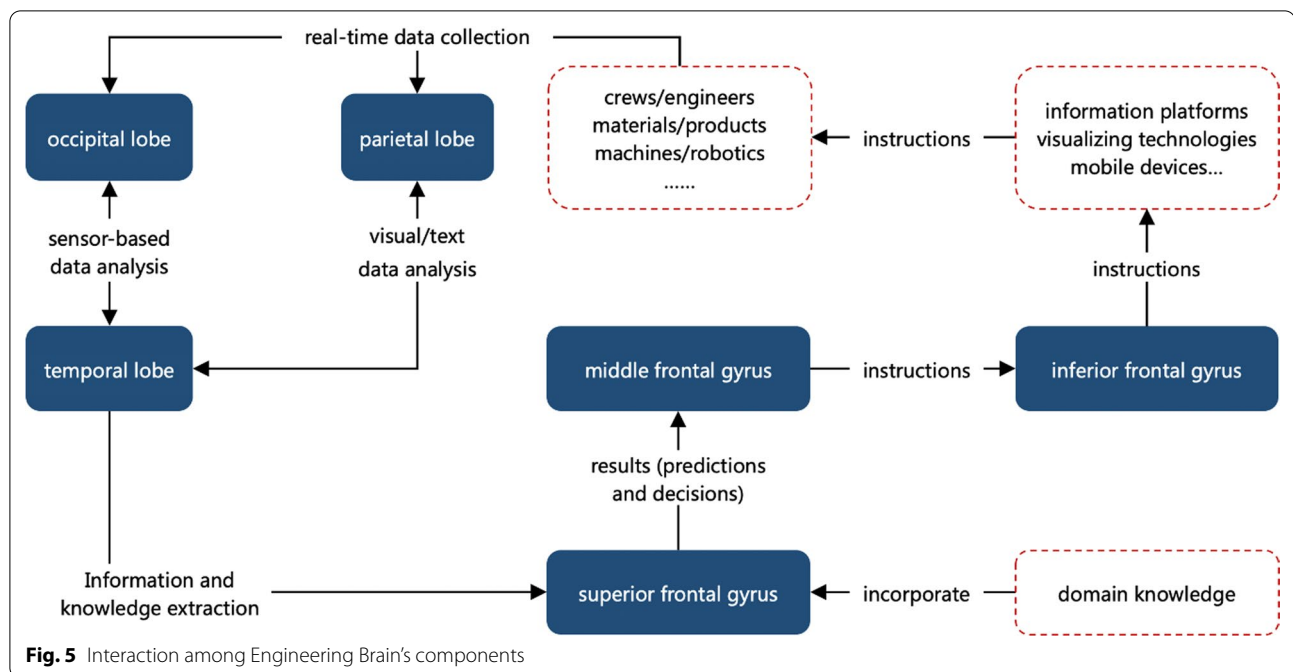 real-time data collection
occipital lobe
parietal lobe
crews/engineers
materials/products
machines/robotics
......
instructions
information platforms
visualizing technologies
mobile devices...
sensor-based
data analysis
visual/text
data analysis
instructions
temporal lobe
middle frontal gyrus
instructions
inferior frontal gyrus
results (predictions
and decisions)
Information and
knowledge extraction
superior frontal gyrus
incorporate
domain knowledge
Fig. 5 Interaction among Engineering Brain's components